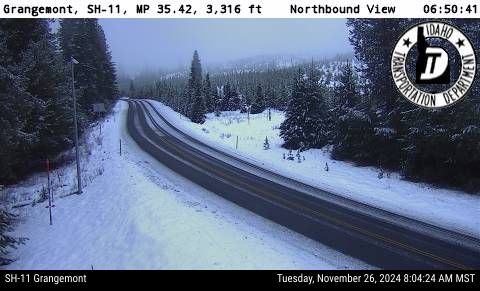 Grangemont, SH-11, MP 35.42, 3,316 ft Northbound View 06:50:41
IDAHO
TRANSPORTATION DEPARTMENT
SH-11 Grangemont Tuesday, November 26, 2024 8:04:24 AM MST